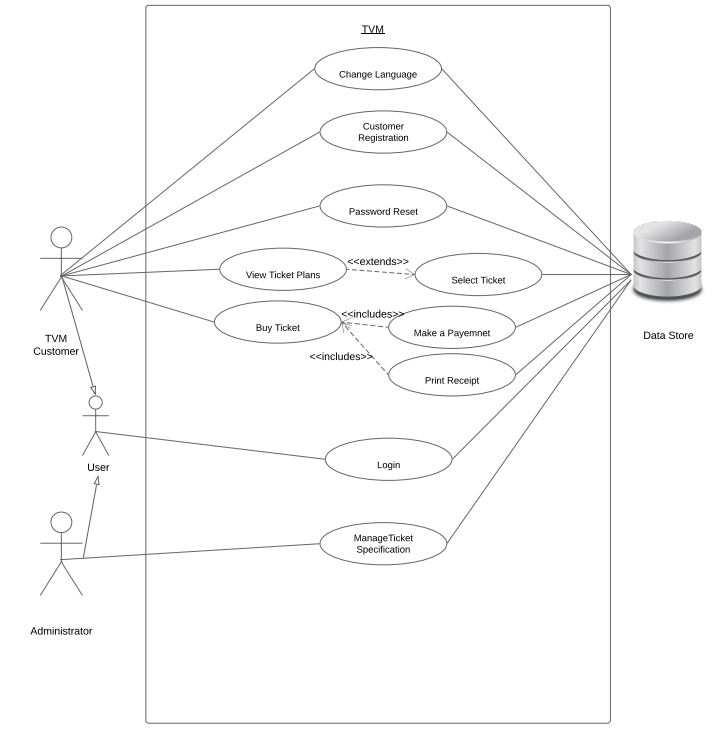 TVM
Change Language
Customer
Registration
Password Reset
View Ticket Plans
<<extends>>
Select Ticket
Buy Ticket
<<includes>>
Make a Payemnet
<<includes>>
Print Receipt
TVM
Customer
Data Store
User
Login
ManageTicket
Specification
Administrator